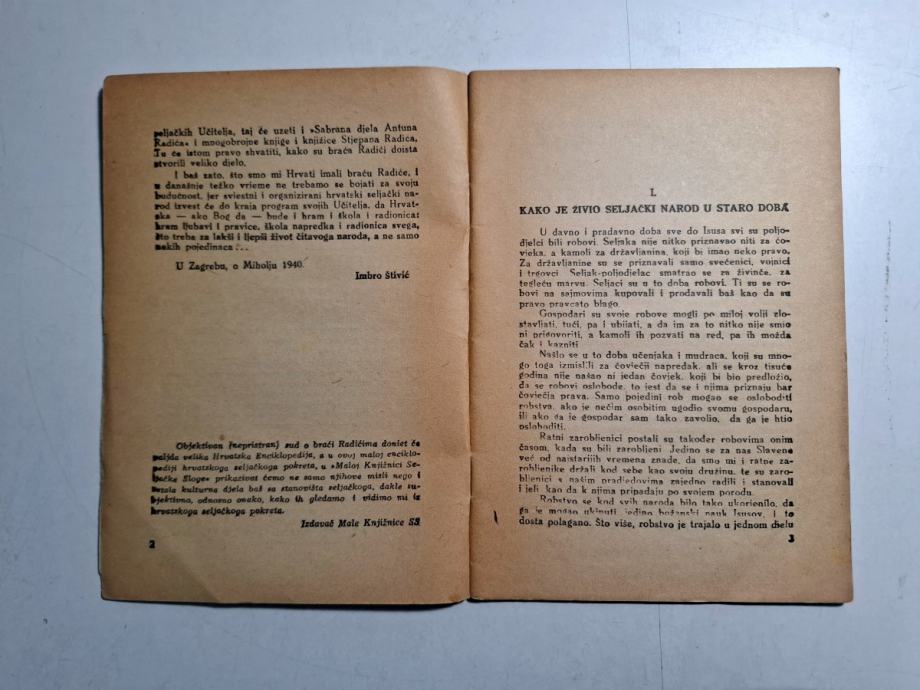 seljačkih Učitelja, taj će uzeti i »Sabrana djela Antuna
Radića« i mnogobrojne knjige i knjižice Stjepana Radića.
Tu će istom pravo shvatiti, kako su braća Radići doista
stvorili veliko djelo.
I baš zato, što smo mi Hrvati imali braću Radiće, i
u današnje teško vrieme ne trebamo se bojati za svoju
budućnost, jer sviestni i organizirani hrvatski seljački na-
rod izvest će do kraja program svojih Učitelja, da Hrvat-
ska — ako Bog da — bude i hram i škola i radionica:
hram ljubavi i pravice, škola napredka i radionica svega,
što treba za lakši i ljepši život čitavoga naroda, a ne samo
nekih pojedinaca . . .
U Zagrebu, o Miholju 1940.
Imbro Štivić
Objektivan (nepristran) sud o braći Radićima doniet će
valjda velika Hrvatska Enciklopedija, a u ovoj maloj enciklo-
pediji hrvatskoga seljačkoga pokreta, u »Maloj Knjižnici Se-
ljačke Sloge« prikazivat ćemo ne samo njihove misli nego i
ostala kulturna djela baš sa stanovišta seljačkoga, dakle su-
bjektivno, odnosno onako, kako ih gledamo i vidimo mi iz
hrvatskoga seljačkoga pokreta.
Izdavač Male Knjižnice SS
2
I.
KAKO JE ŽIVIO SELJAČKI NAROD U STARO DOBA
U davno i pradavno doba sve do Isusa svi su poljo-
djelci bili robovi. Seljaka nije nitko priznavao niti za čo-
vjeka, a kamoli za državljanina, koji bi imao neko pravo.
Za državljanine su se priznavali samo svećenici, vojnici
i trgovci. Seljak-poljodjelac smatrao se za živinče, za
tegleću marvu. Seljaci su u to doba robovi. Ti su se ro-
bovi na sajmovima kupovali i prodavali baš kao da su
pravo pravcato blago.
Gospodari su svoje robove mogli po miloj volji zlo-
stavljati, tući, pa i ubijati, a da im za to nitko nije smio
ni prigovoriti, a kamoli ih pozvati na red, pa ih možda
čak i kazniti.
Našlo se u to doba učenjaka i mudraca, koji su mno-
go toga izmislili za čovječji napredak, ali se kroz tisuće
godina nije našao ni jedan čovjek, koji bi bio predložio,
da se robovi oslobode, to jest da se i njima priznaju bar
čovječja prava. Samo pojedini rob mogao se osloboditi
robstva, ako je nečim osobitim ugodio svomu gospodaru,
ili ako ga je gospodar sam tako zavolio, da ga je htio
osloboditi.
Ratni zarobljenici postali su također robovima onim
časom, kada su bili zarobljeni. Jedino se za nas Slavene
već od najstarijih vremena znade, da smo mi i ratne za-
robljenike držali kod sebe kao svoju družinu, te su zaro-
bljenici s našim pradjedovima zajedno radili i stanovali
i jeli, kao da k njima pripadaju po svojem porodu.
Robstvo se kod svih naroda bilo tako ukorienilo, da
ga je mogao ukinuti jedino božanski nauk Isusov, i to
dosta polagano. Što više, robstvo je trajalo u jednom dielu
3